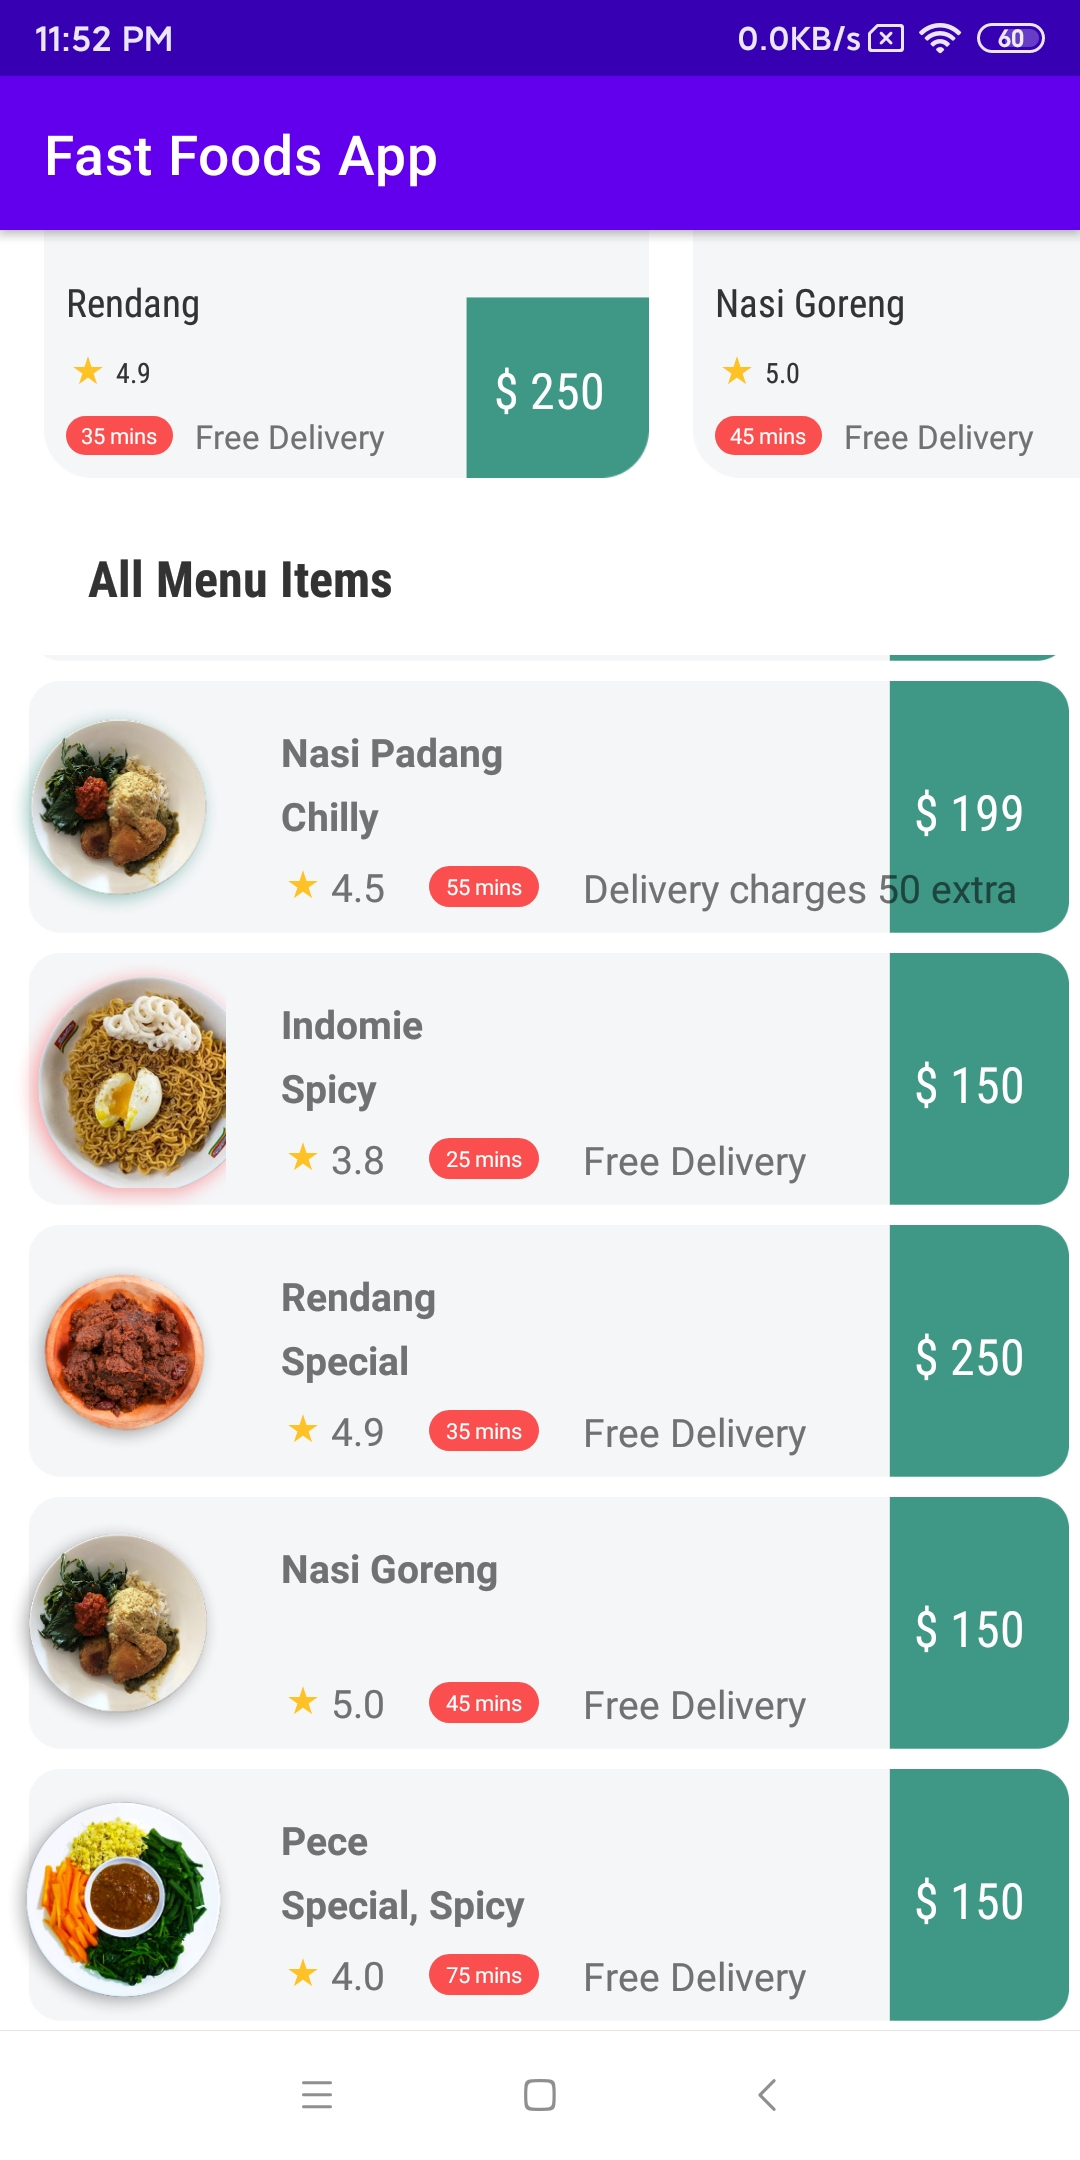 11:52 PM 0.0KB/s 60
Fast Foods App
Rendang Nasi Goreng
4.9 $ 250 5.0
35 mins Free Delivery 45 mins Free Delivery
All Menu Items
Nasi Padang
Chilly $ 199
4.5 55 mins Delivery charges 50 extra
Indomie
Spicy $ 150
3.8 25 mins Free Delivery
Rendang
Special $ 250
4.9 35 mins Free Delivery
Nasi Goreng
$ 150
5.0 45 mins Free Delivery
Pece
Special, Spicy $ 150
4.0 75 mins Free Delivery